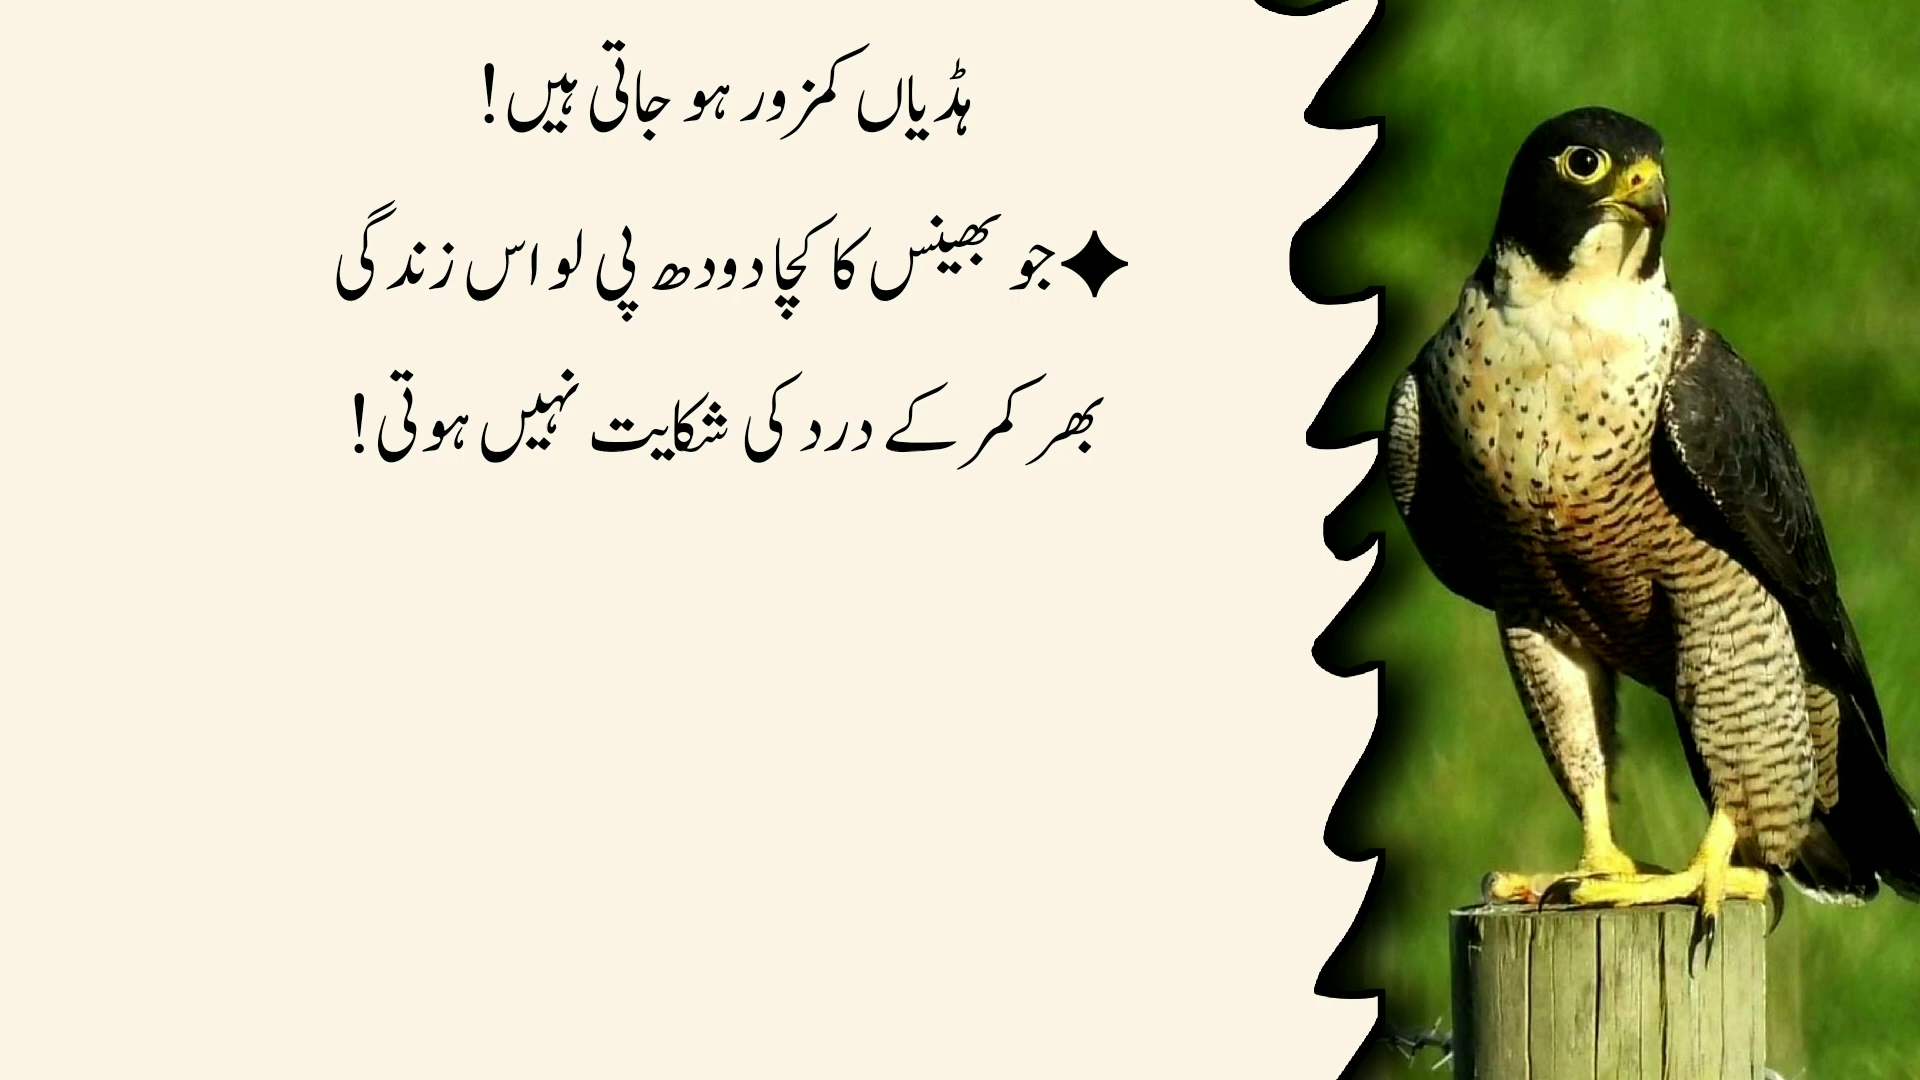 ہڈیاں کمزور ہو جاتی ہیں!
✦جو بھینس کا کچا دودھ پی لو اس زندگی
بھر کمر کے درد کی شکایت نہیں ہوتی!